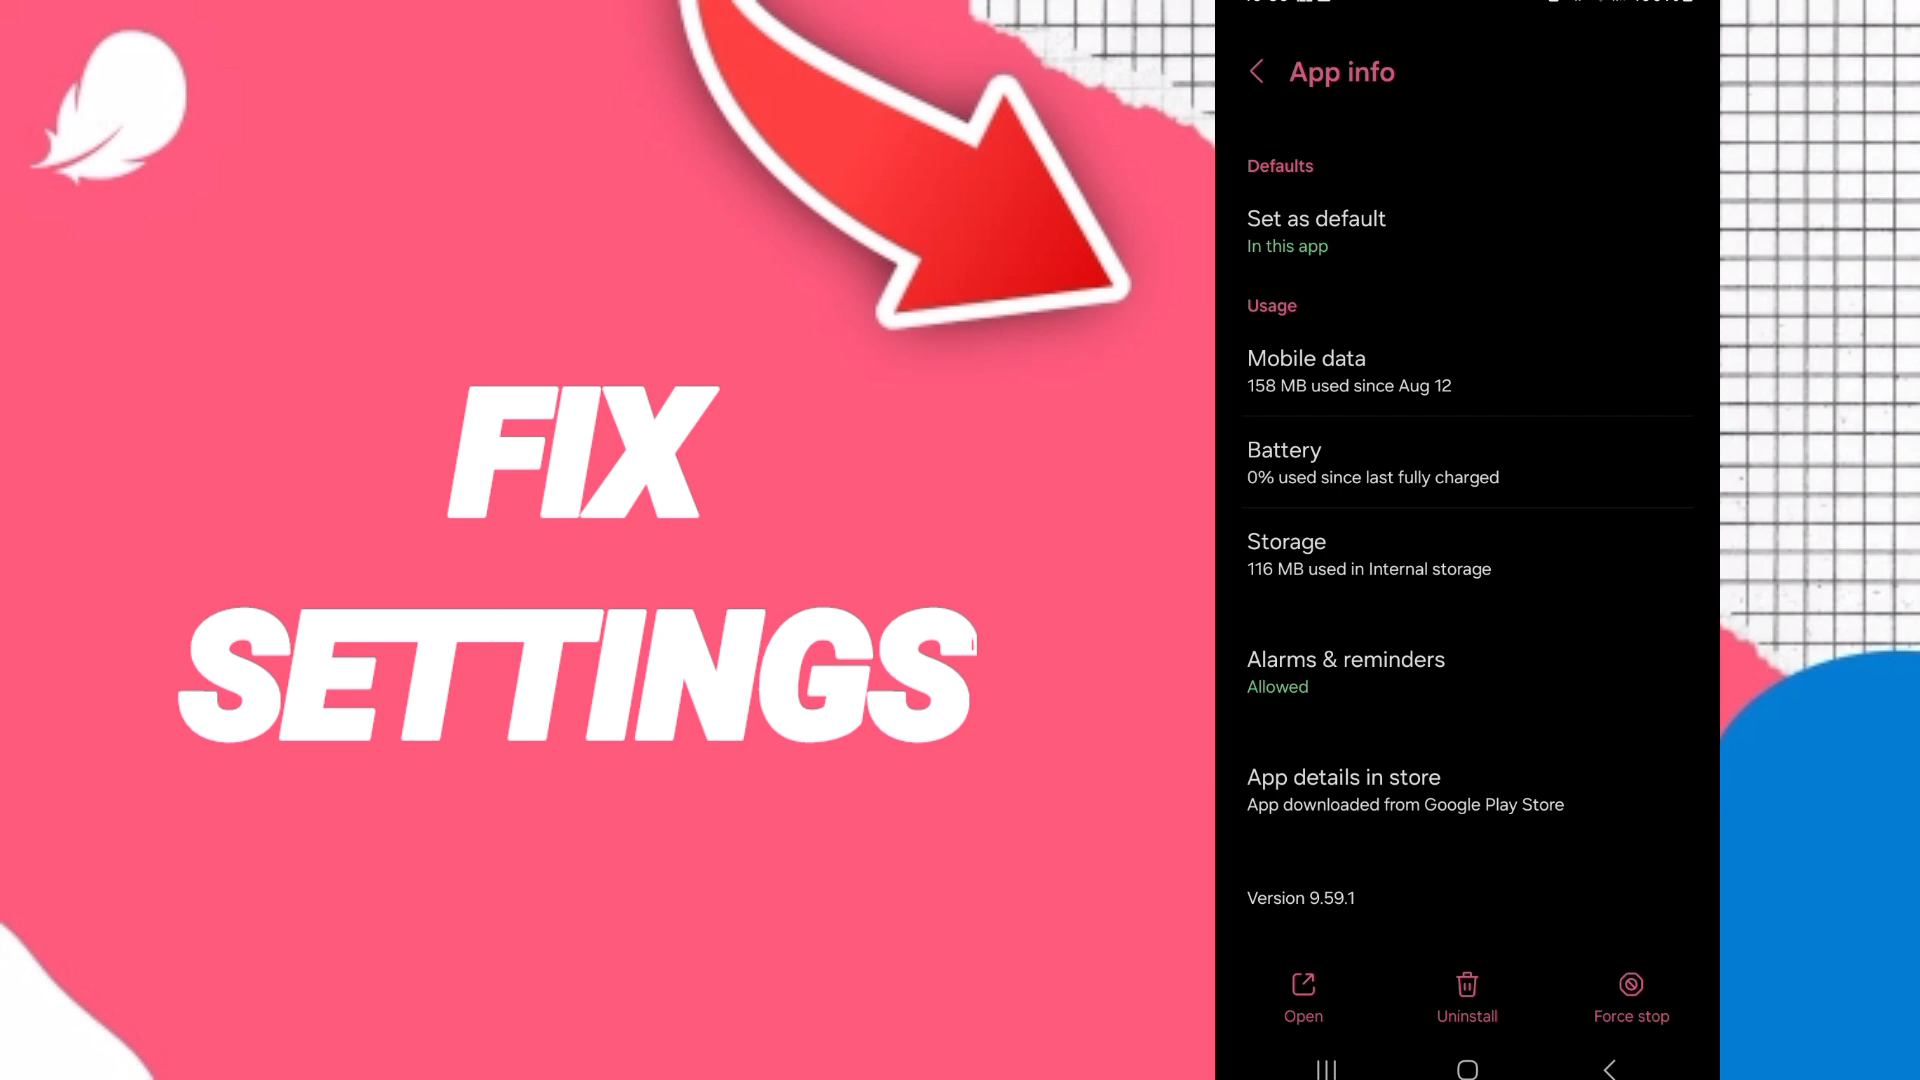 FIX
SETTINGS
App info
Defaults
Set as default
In this app
Usage
Mobile data
158 MB used since Aug 12
Battery
0% used since last fully charged
Storage
116 MB used in Internal storage
Alarms & reminders
Allowed
App details in store
App downloaded from Google Play Store
Version 9.59.1
Open
Uninstall
Force stop